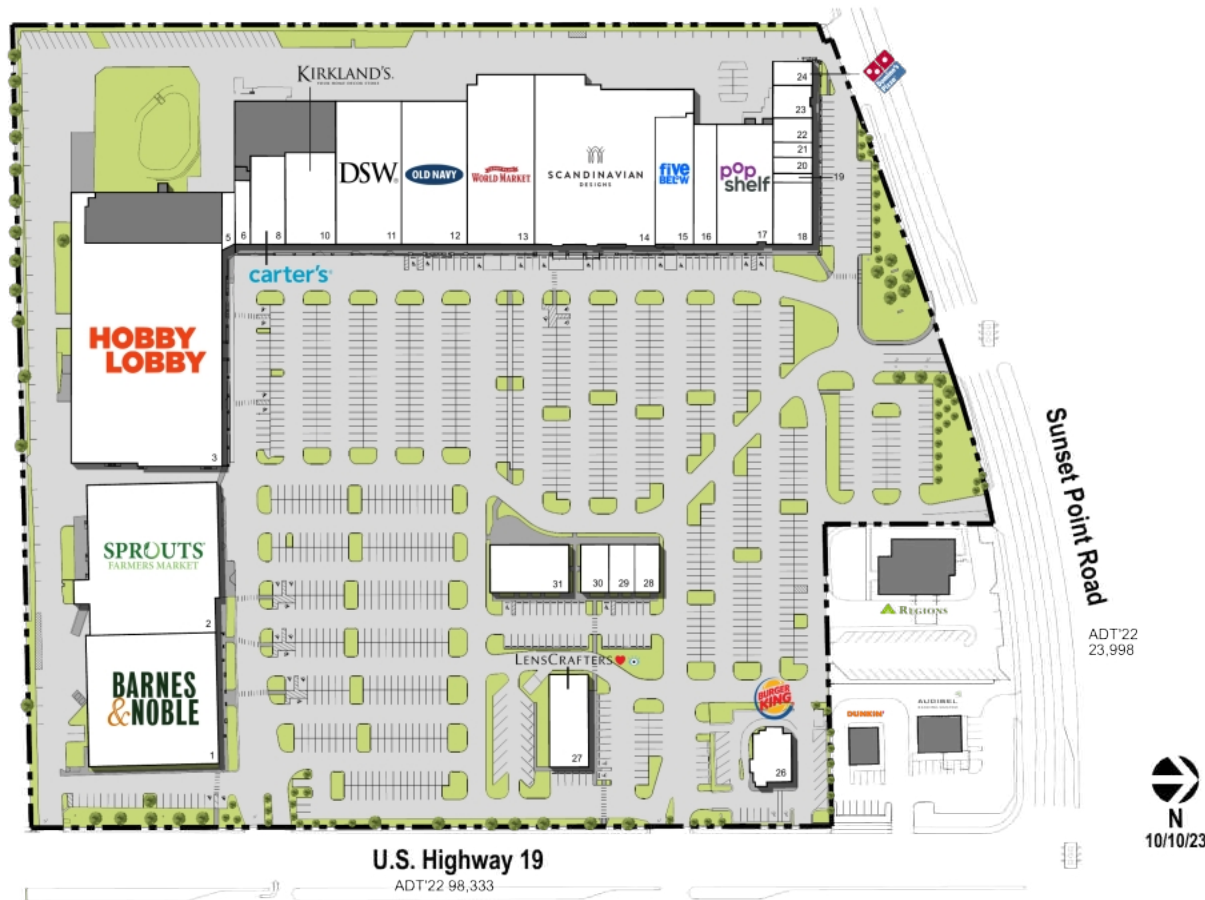 KIRKLAND'S.
24
23
22
21
20
19
18
DSW
OLD NAVY
WORLD MARKET
SCANDINAVIAN
DESIGNS
five
BELOW
pop
shelf
5
6
8
10
11
12
13
14
15
16
17
carter's
HOBBY
LOBBY
3
SPROUTS
FARMERS MARKET
2
BARNES
&NOBLE
1
31
30
29
28
LENSCRAFTERS
27
BURGER
KING
26
REGIONS
DUNKIN'
AUDIBEL
Sunset Point Road
ADT'22
23,998
N
10/10/23
U.S. Highway 19
ADT'22 98,333